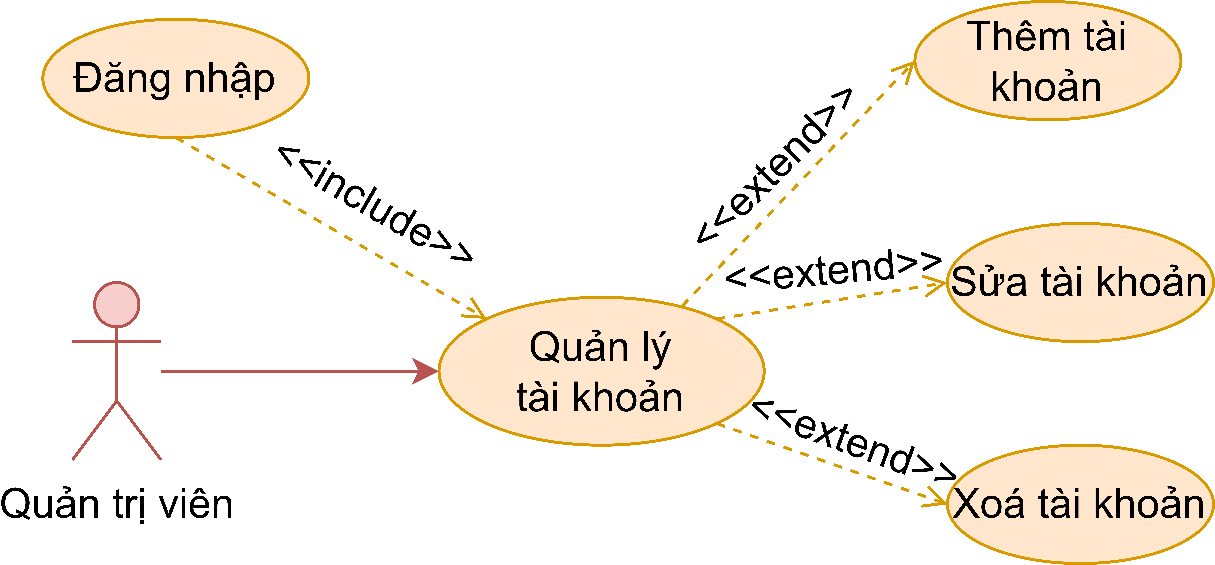 Đăng nhập
<<include>>
Thêm tài
khoản
<<extend>>
<<extend>>
Sửa tài khoản
Quản lý
tài khoản
<<extend>>
Xoá tài khoản
Quản trị viên